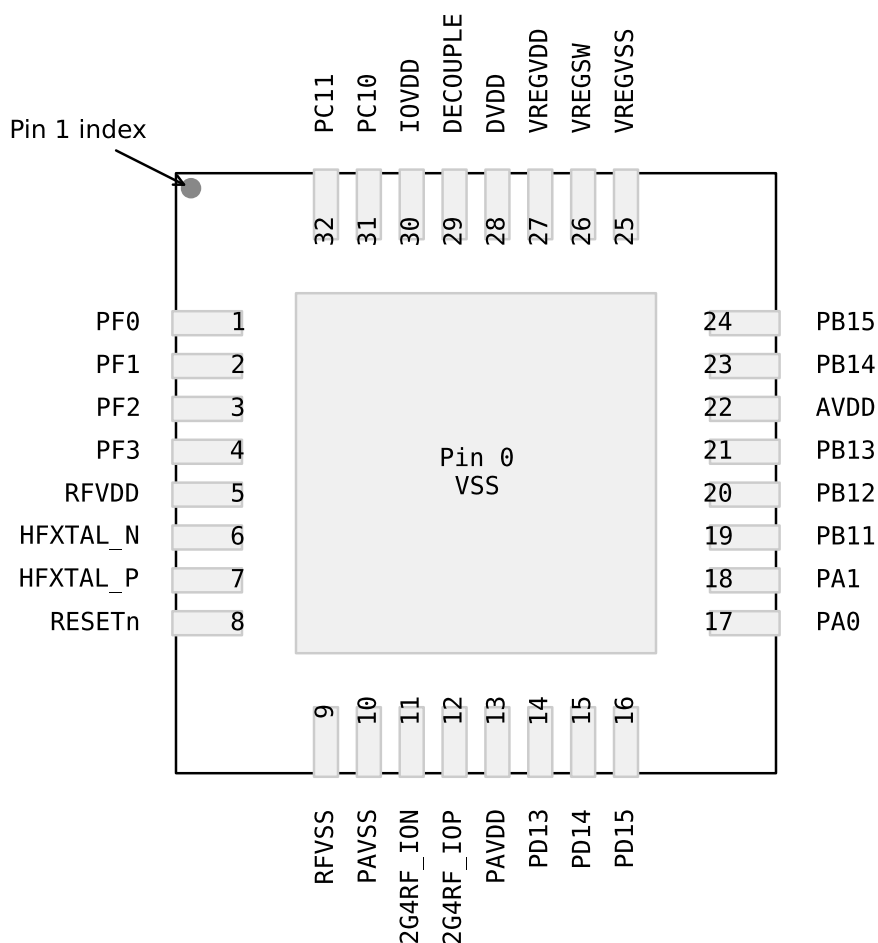 PC11
PC10
IOVDD
DECOUPLE
DVDD
VREGVDD
VREGSW
VREGVSS
Pin 1 index
32
31
30
29
28
27
26
25
PF0 1
24 PB15
PF1 2
23 PB14
PF2 3
22 AVDD
PF3 4
21 PB13
RFVDD 5
20 PB12
HFXTAL_N 6
19 PB11
HFXTAL_P 7
18 PA1
RESETn 8
17 PA0
Pin 0
VSS
9
10
11
12
13
14
15
16
RFVSS
PAVSS
2G4RF_ION
2G4RF_IOP
PAVDD
PD13
PD14
PD15